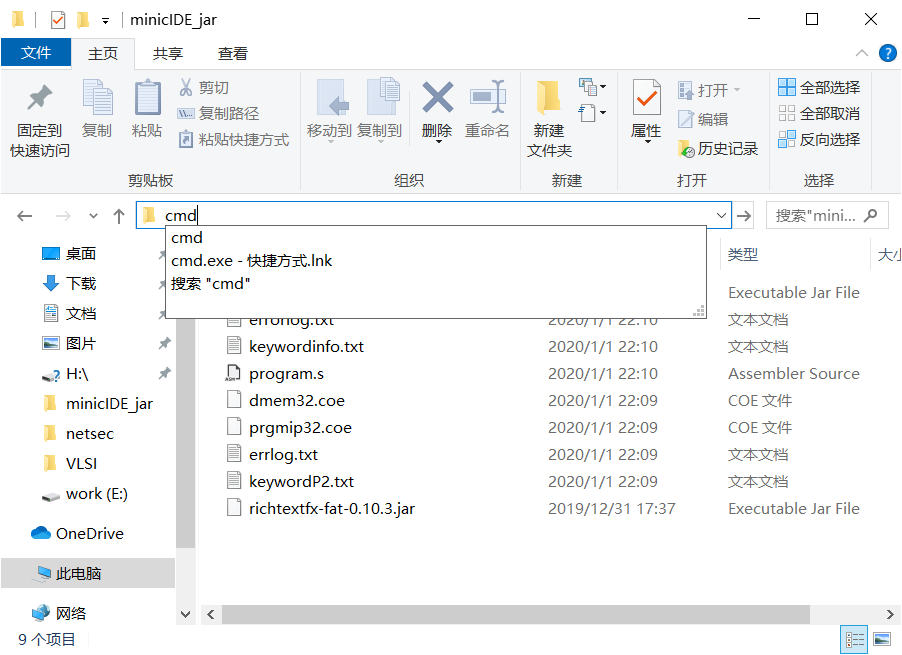 minicIDE_jar
文件 主页 共享 查看
固定到
快速访问
复制
粘贴
剪切
复制路径
粘贴快捷方式
剪贴板
移动到
复制到
删除
重命名
组织
新建
文件夹
新建
属性
打开
编辑
历史记录
打开
全部选择
全部取消
反向选择
选择
cmd
搜索"mini...
cmd
cmd.exe - 快捷方式.lnk
搜索 "cmd"
类型 大小
Executable Jar File
errorlog.txt 2020/1/1 22:10 文本文档
keywordinfo.txt 2020/1/1 22:10 文本文档
program.s 2020/1/1 22:10 Assembler Source
dmem32.coe 2020/1/1 22:09 COE 文件
prgmip32.coe 2020/1/1 22:09 COE 文件
errlog.txt 2020/1/1 22:09 文本文档
keywordP2.txt 2020/1/1 22:09 文本文档
richtextfx-fat-0.10.3.jar 2019/12/31 17:37 Executable Jar File
桌面
下载
文档
图片
H:\
minicIDE_jar
netsec
VLSI
work (E:)
OneDrive
此电脑
网络
9 个项目